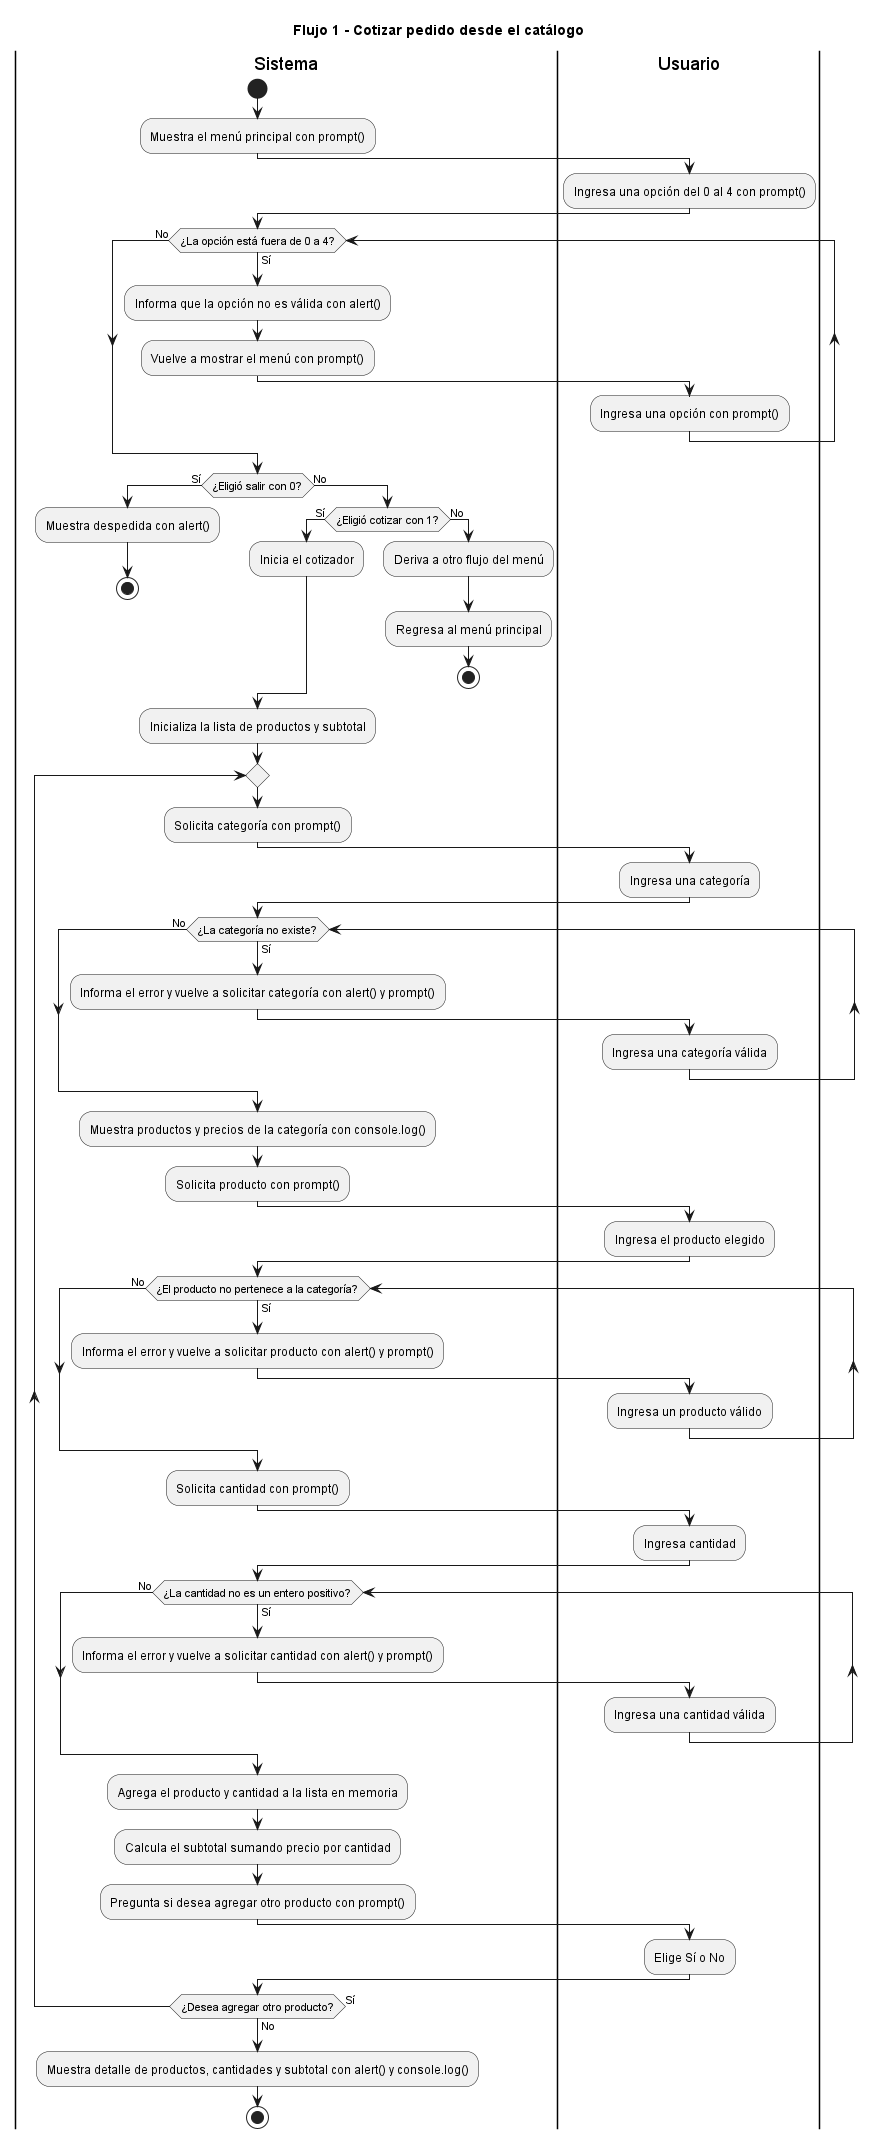 Flujo 1 - Cotizar pedido desde el catálogo
Sistema
Usuario
Muestra el menú principal con prompt()
Ingresa una opción del 0 al 4 con prompt()
No
¿La opción está fuera de 0 a 4?
Sí
Informa que la opción no es válida con alert()
Vuelve a mostrar el menú con prompt()
Ingresa una opción con prompt()
Sí
¿Eligió salir con 0?
No
Muestra despedida con alert()
Sí
¿Eligió cotizar con 1?
No
Inicia el cotizador
Deriva a otro flujo del menú
Regresa al menú principal
Inicializa la lista de productos y subtotal
Solicita categoría con prompt()
Ingresa una categoría
No
¿La categoría no existe?
Sí
Informa el error y vuelve a solicitar categoría con alert() y prompt()
Ingresa una categoría válida
Muestra productos y precios de la categoría con console.log()
Solicita producto con prompt()
Ingresa el producto elegido
No
¿El producto no pertenece a la categoría?
Sí
Informa el error y vuelve a solicitar producto con alert() y prompt()
Ingresa un producto válido
Solicita cantidad con prompt()
Ingresa cantidad
No
¿La cantidad no es un entero positivo?
Sí
Informa el error y vuelve a solicitar cantidad con alert() y prompt()
Ingresa una cantidad válida
Agrega el producto y cantidad a la lista en memoria
Calcula el subtotal sumando precio por cantidad
Pregunta si desea agregar otro producto con prompt()
Elige Sí o No
¿Desea agregar otro producto?
Sí
No
Muestra detalle de productos, cantidades y subtotal con alert() y console.log()